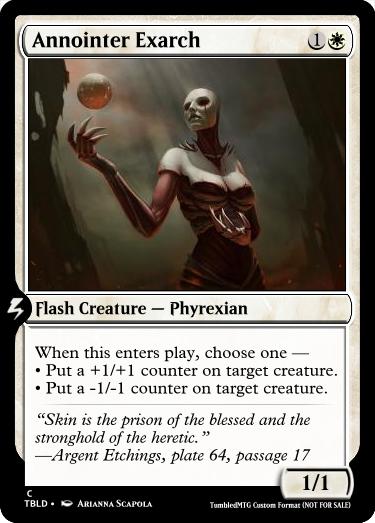 Annointer Exarch 1
Flash Creature — Phyrexian
When this enters play, choose one —
• Put a +1/+1 counter on target creature.
• Put a -1/-1 counter on target creature.
“Skin is the prison of the blessed and the
stronghold of the heretic.”
—Argent Etchings, plate 64, passage 17
1/1
C
TBLD • Arianna Scapola
TumbledMTG Custom Format (NOT FOR SALE)